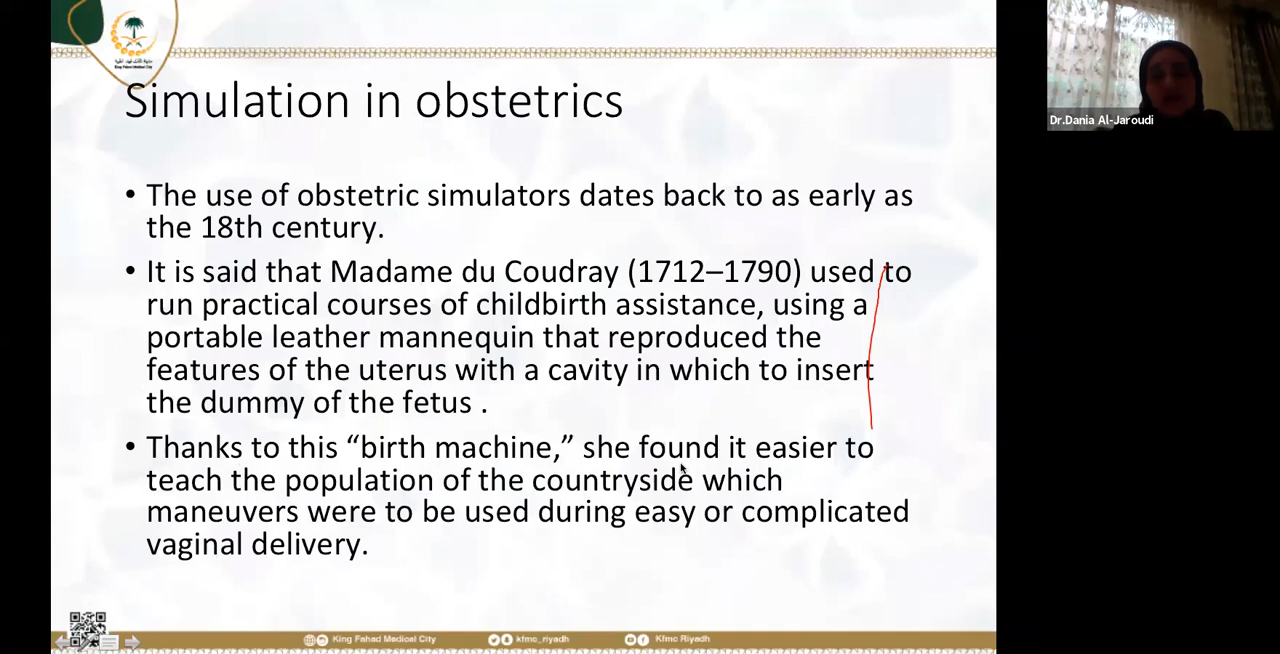 King Fahad Medical City
Simulation in obstetrics
• The use of obstetric simulators dates back to as early as
the 18th century.
• It is said that Madame du Coudray (1712–1790) used to
run practical courses of childbirth assistance, using a
portable leather mannequin that reproduced the
features of the uterus with a cavity in which to insert
the dummy of the fetus .
• Thanks to this “birth machine,” she found it easier to
teach the population of the countryside which
maneuvers were to be used during easy or complicated
vaginal delivery.
King Fahad Medical City
kfmc_riyadh
Kfmc Riyadh
Dr.Dania Al-Jaroudi